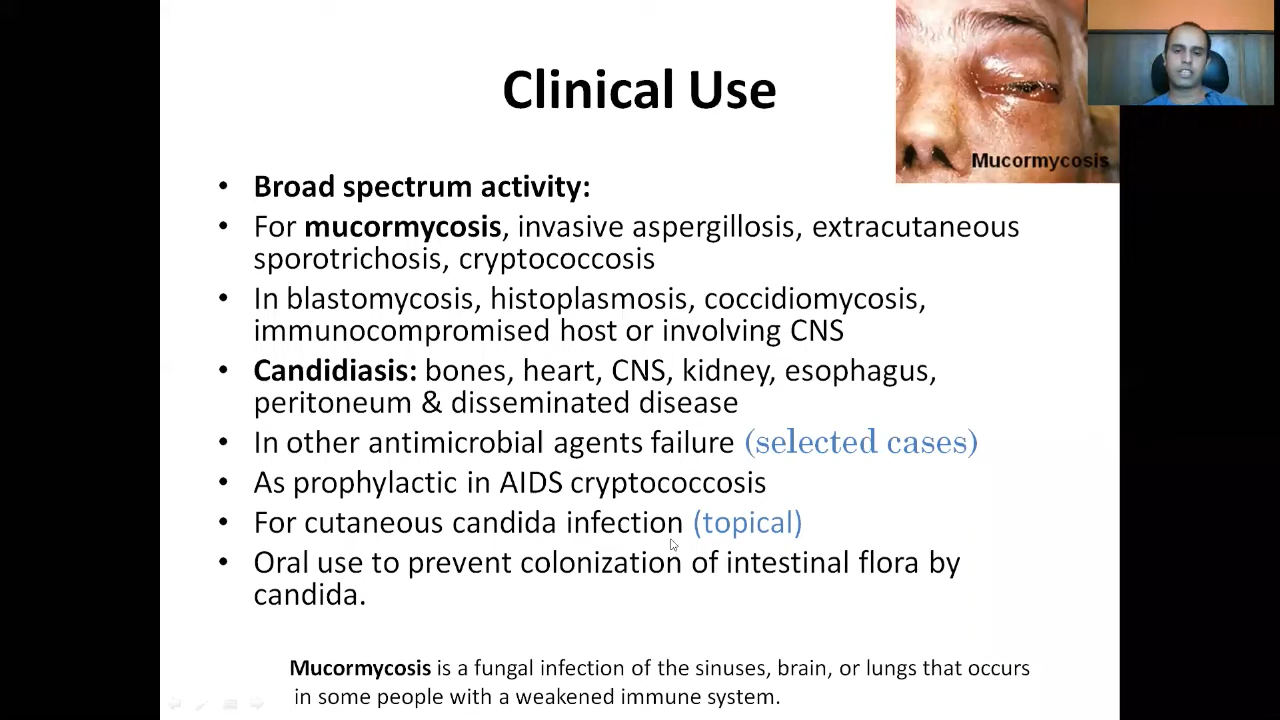 Clinical Use
Mucormycosis
• Broad spectrum activity:
• For mucormycosis, invasive aspergillosis, extracutaneous
sporotrichosis, cryptococcosis
• In blastomycosis, histoplasmosis, coccidiomycosis,
immunocompromised host or involving CNS
• Candidiasis: bones, heart, CNS, kidney, esophagus,
peritoneum & disseminated disease
• In other antimicrobial agents failure (selected cases)
• As prophylactic in AIDS cryptococcosis
• For cutaneous candida infection (topical)
• Oral use to prevent colonization of intestinal flora by
candida.
Mucormycosis is a fungal infection of the sinuses, brain, or lungs that occurs
in some people with a weakened immune system.